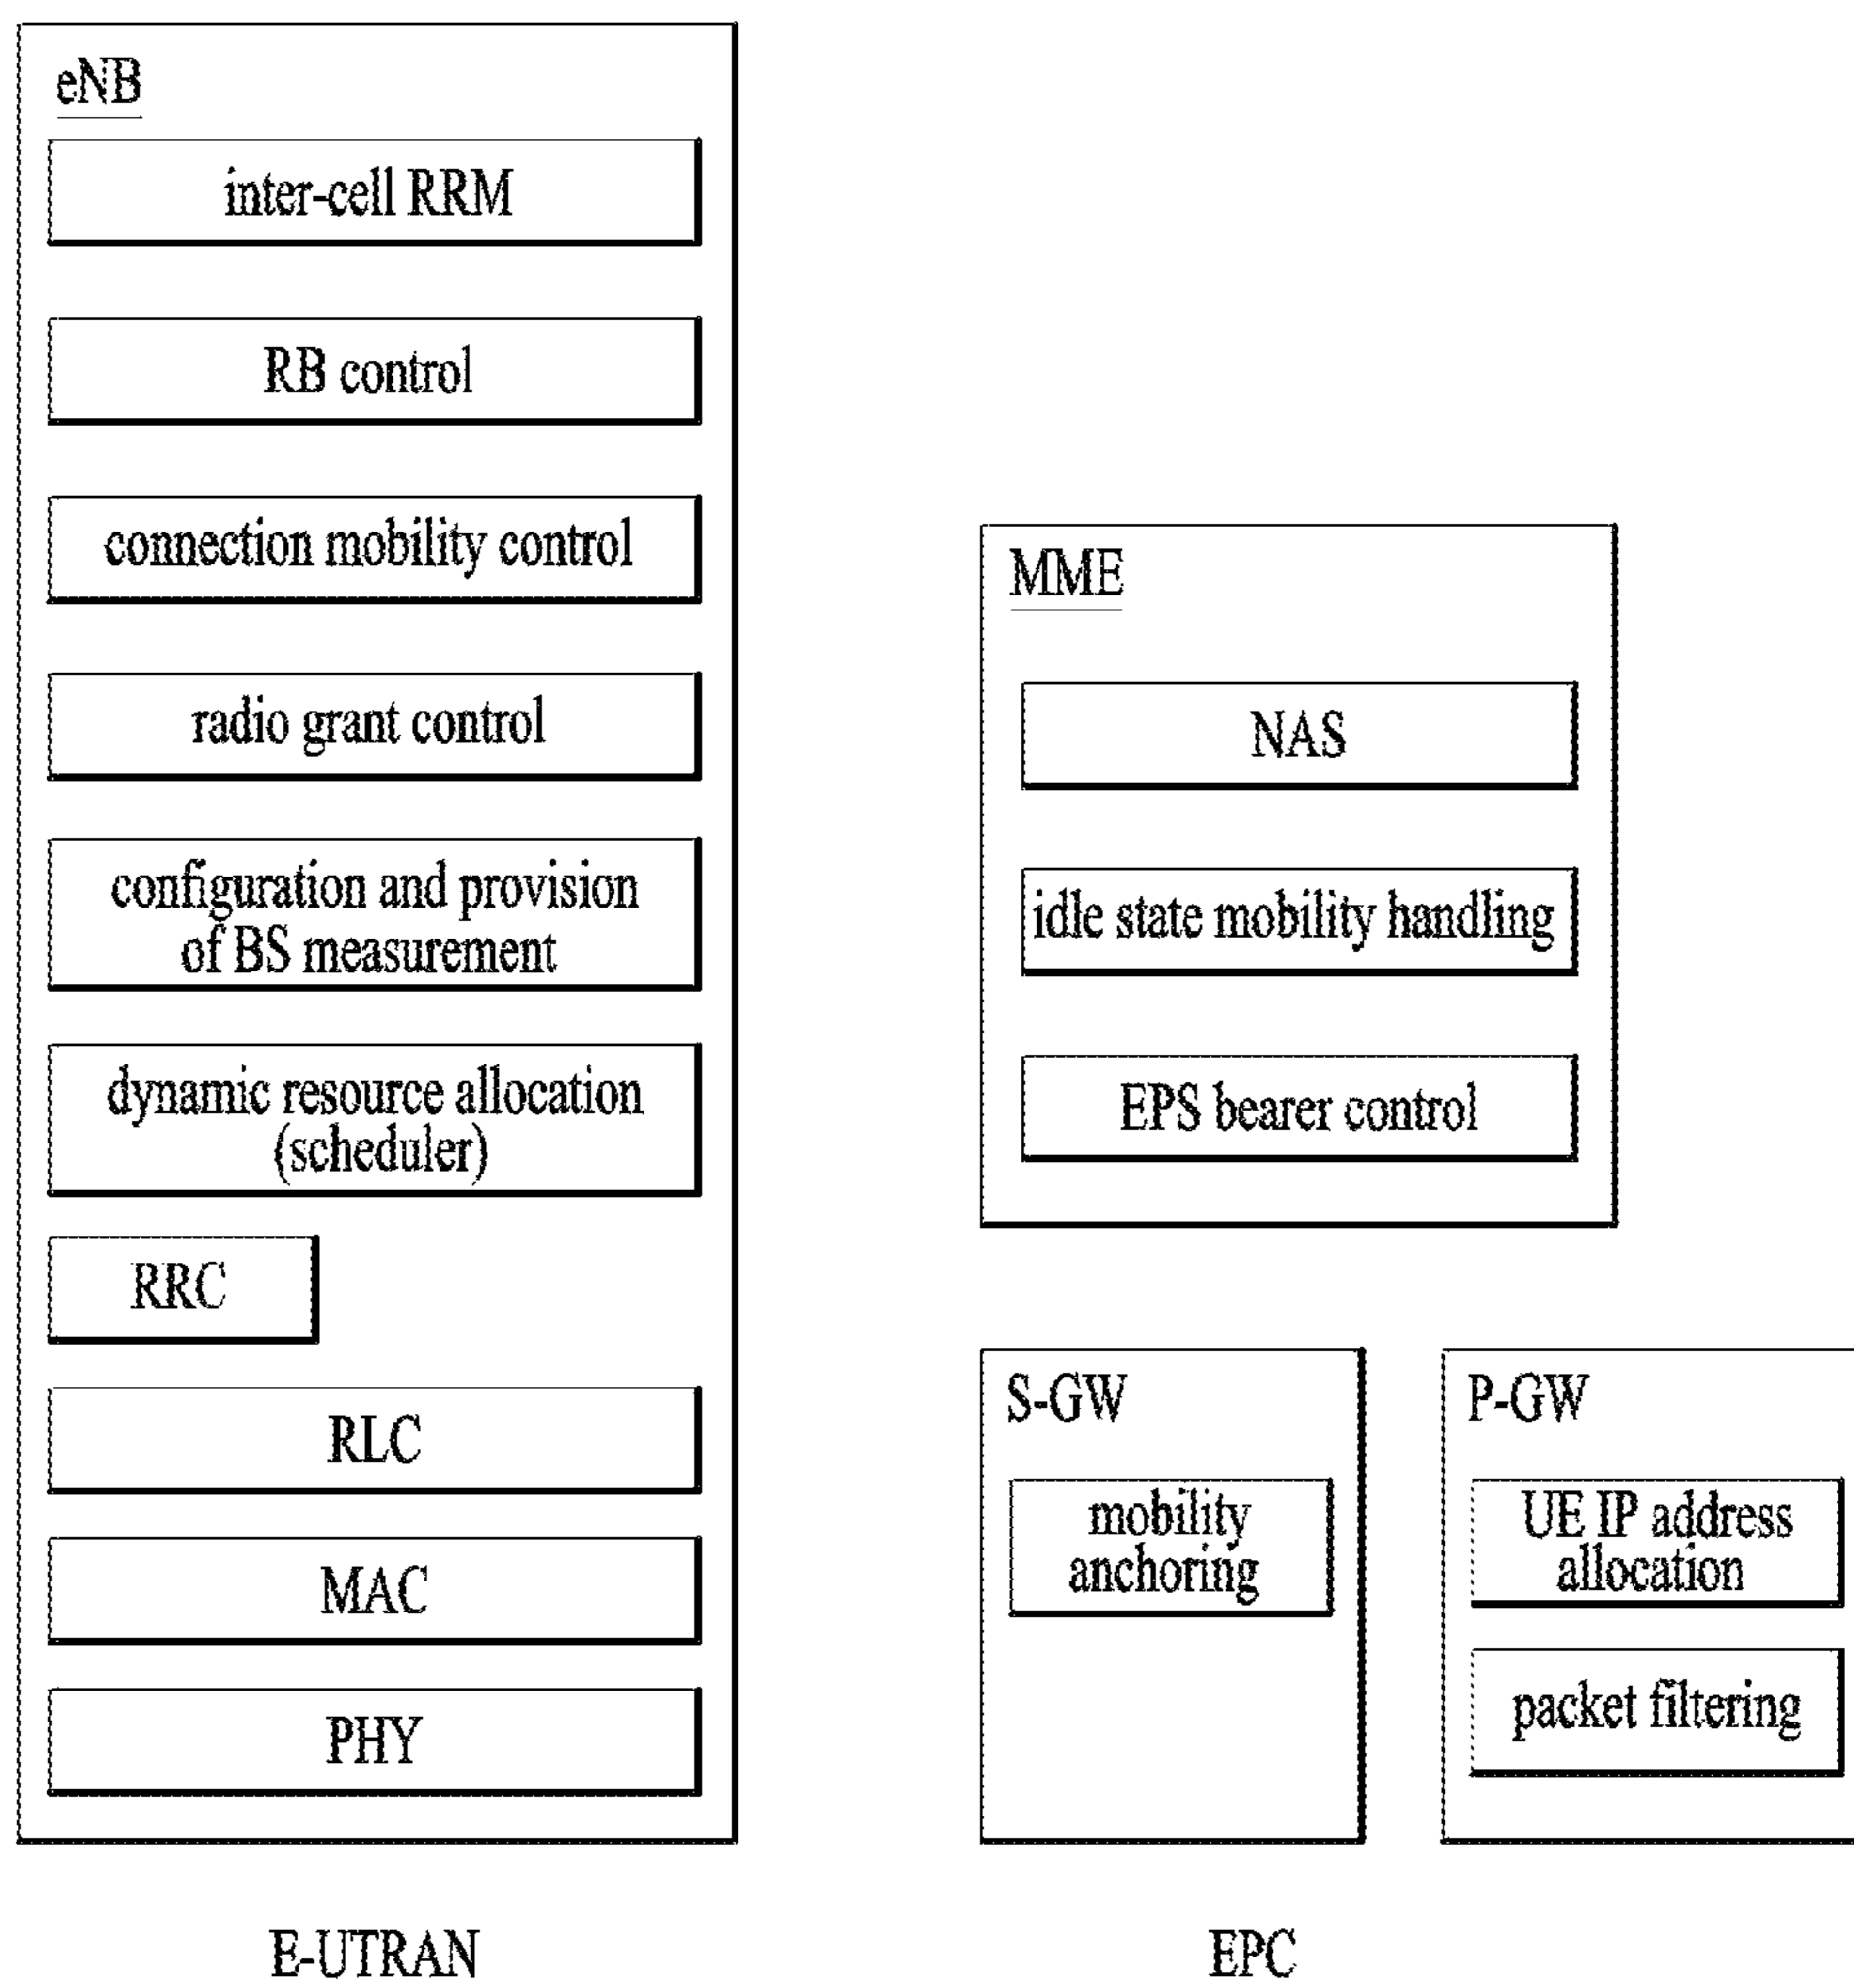 eNB
inter-cell RRM
RB control
connection mobility control
radio grant control
configuration and provision
of BS measurement
dynamic resource allocation
(scheduler)
RRC
RLC
MAC
PHY
E-UTRAN
MME
NAS
idle state mobility handling
EPS bearer control
S-GW
mobility
anchoring
P-GW
UE IP address
allocation
packet filtering
EPC